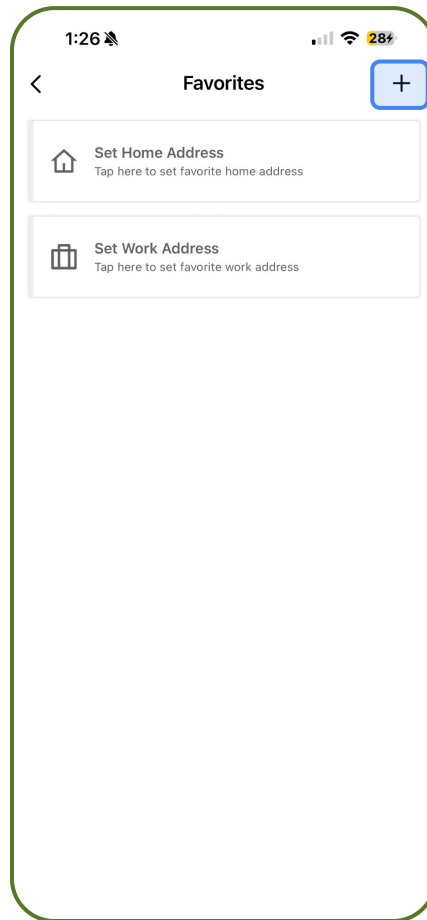 1:26
28
Favorites
Set Home Address
Tap here to set favorite home address
Set Work Address
Tap here to set favorite work address